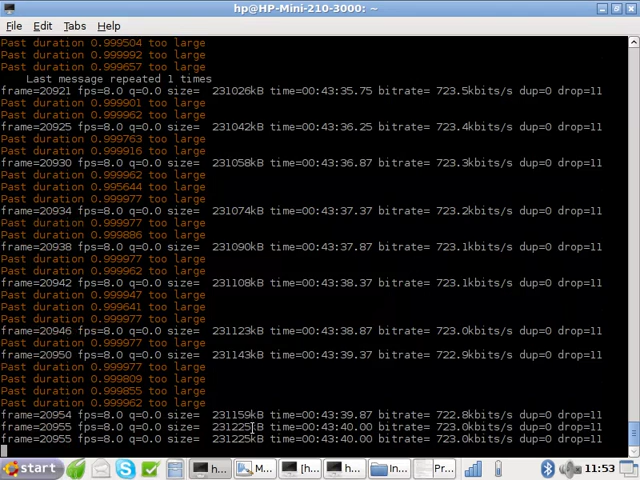 hp@HP-Mini-210-3000: ~
File Edit Tabs Help
Past duration 0.999504 too large
Past duration 0.999992 too large
Past duration 0.999657 too large
    Last message repeated 1 times
frame=20921 fps=8.0 q=0.0 size=  231026kB time=00:43:35.75 bitrate= 723.5kbits/s dup=0 drop=11
Past duration 0.999901 too large
Past duration 0.999962 too large
frame=20925 fps=8.0 q=0.0 size=  231042kB time=00:43:36.25 bitrate= 723.4kbits/s dup=0 drop=11
Past duration 0.999763 too large
Past duration 0.999916 too large
frame=20930 fps=8.0 q=0.0 size=  231058kB time=00:43:36.87 bitrate= 723.3kbits/s dup=0 drop=11
Past duration 0.999962 too large
Past duration 0.995644 too large
Past duration 0.999977 too large
frame=20934 fps=8.0 q=0.0 size=  231074kB time=00:43:37.37 bitrate= 723.2kbits/s dup=0 drop=11
Past duration 0.999977 too large
Past duration 0.999886 too large
frame=20938 fps=8.0 q=0.0 size=  231090kB time=00:43:37.87 bitrate= 723.1kbits/s dup=0 drop=11
Past duration 0.999977 too large
Past duration 0.999962 too large
frame=20942 fps=8.0 q=0.0 size=  231108kB time=00:43:38.37 bitrate= 723.1kbits/s dup=0 drop=11
Past duration 0.999947 too large
Past duration 0.999641 too large
Past duration 0.999977 too large
frame=20946 fps=8.0 q=0.0 size=  231123kB time=00:43:38.87 bitrate= 723.0kbits/s dup=0 drop=11
Past duration 0.999977 too large
frame=20950 fps=8.0 q=0.0 size=  231143kB time=00:43:39.37 bitrate= 722.9kbits/s dup=0 drop=11
Past duration 0.999977 too large
Past duration 0.999809 too large
Past duration 0.999855 too large
Past duration 0.999962 too large
frame=20954 fps=8.0 q=0.0 size=  231159kB time=00:43:39.87 bitrate= 722.8kbits/s dup=0 drop=11
frame=20955 fps=8.0 q=0.0 size=  231225kB time=00:43:40.00 bitrate= 723.0kbits/s dup=0 drop=11
frame=20955 fps=8.0 q=0.0 size=  231225kB time=00:43:40.00 bitrate= 723.0kbits/s dup=0 drop=11
start h... M... [h... h... In... Pr... 11:53